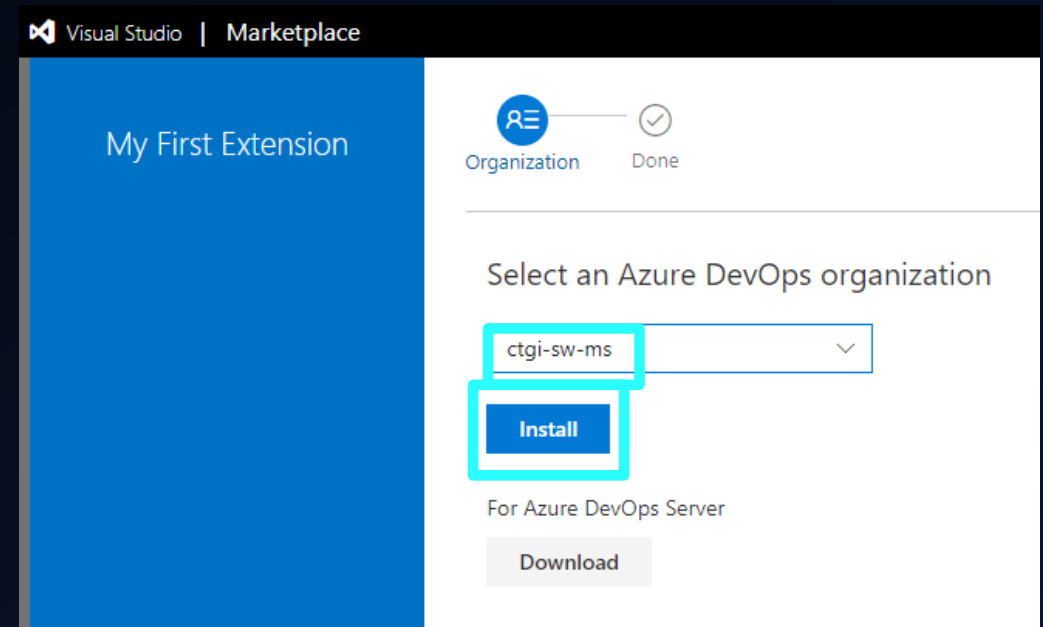 Visual Studio | Marketplace
My First Extension
Organization
Done
Select an Azure DevOps organization
ctgi-sw-ms
Install
For Azure DevOps Server
Download